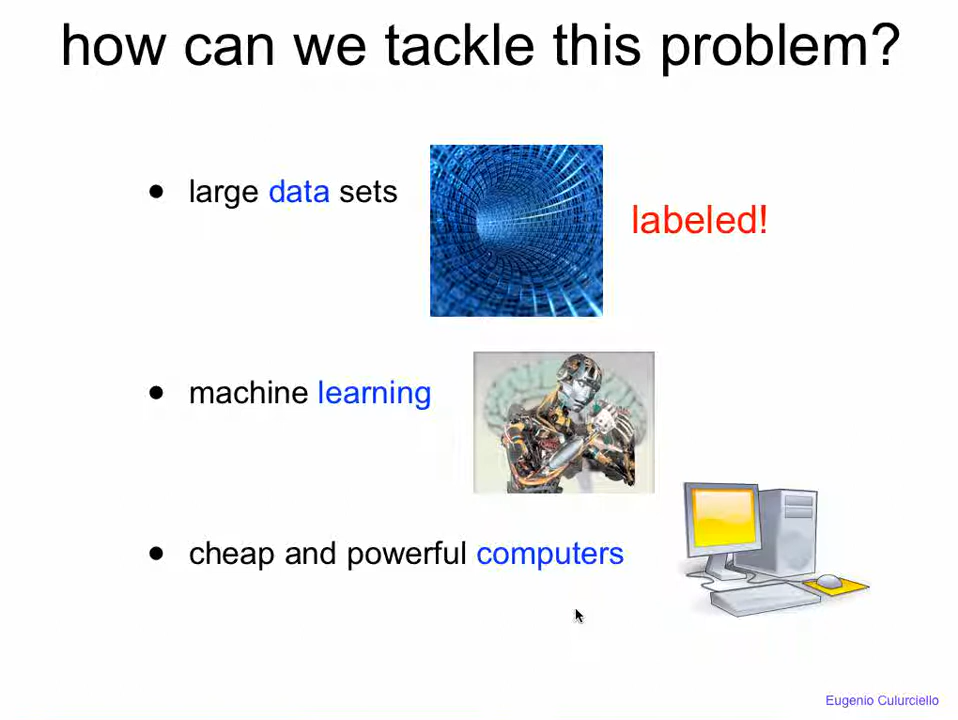 how can we tackle this problem?
• large data sets
labeled!
• machine learning
• cheap and powerful computers
Eugenio Culurciello